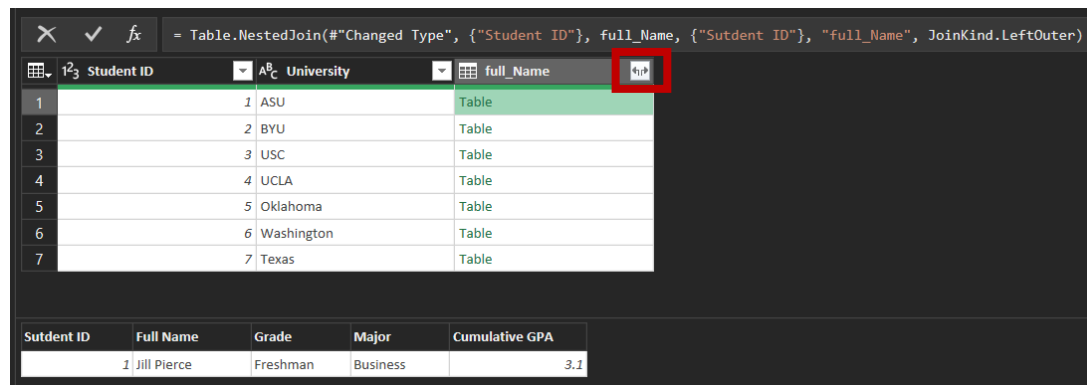 fx = Table.NestedJoin(#"Changed Type", {"Student ID"}, full_Name, {"Sutdent ID"}, "full_Name", JoinKind.LeftOuter)
1²3 Student ID ABC University full_Name
1 1 ASU Table
2 2 BYU Table
3 3 USC Table
4 4 UCLA Table
5 5 Oklahoma Table
6 6 Washington Table
7 7 Texas Table
Sutdent ID Full Name Grade Major Cumulative GPA
1 Jill Pierce Freshman Business 3.1